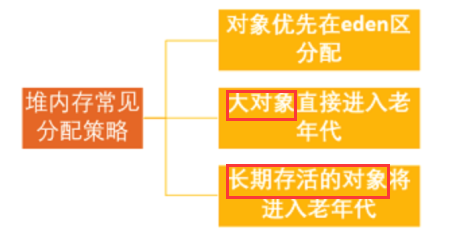 堆内存常见
分配策略
对象优先在eden区
分配
大对象直接进入老
年代
长期存活的对象将
进入老年代